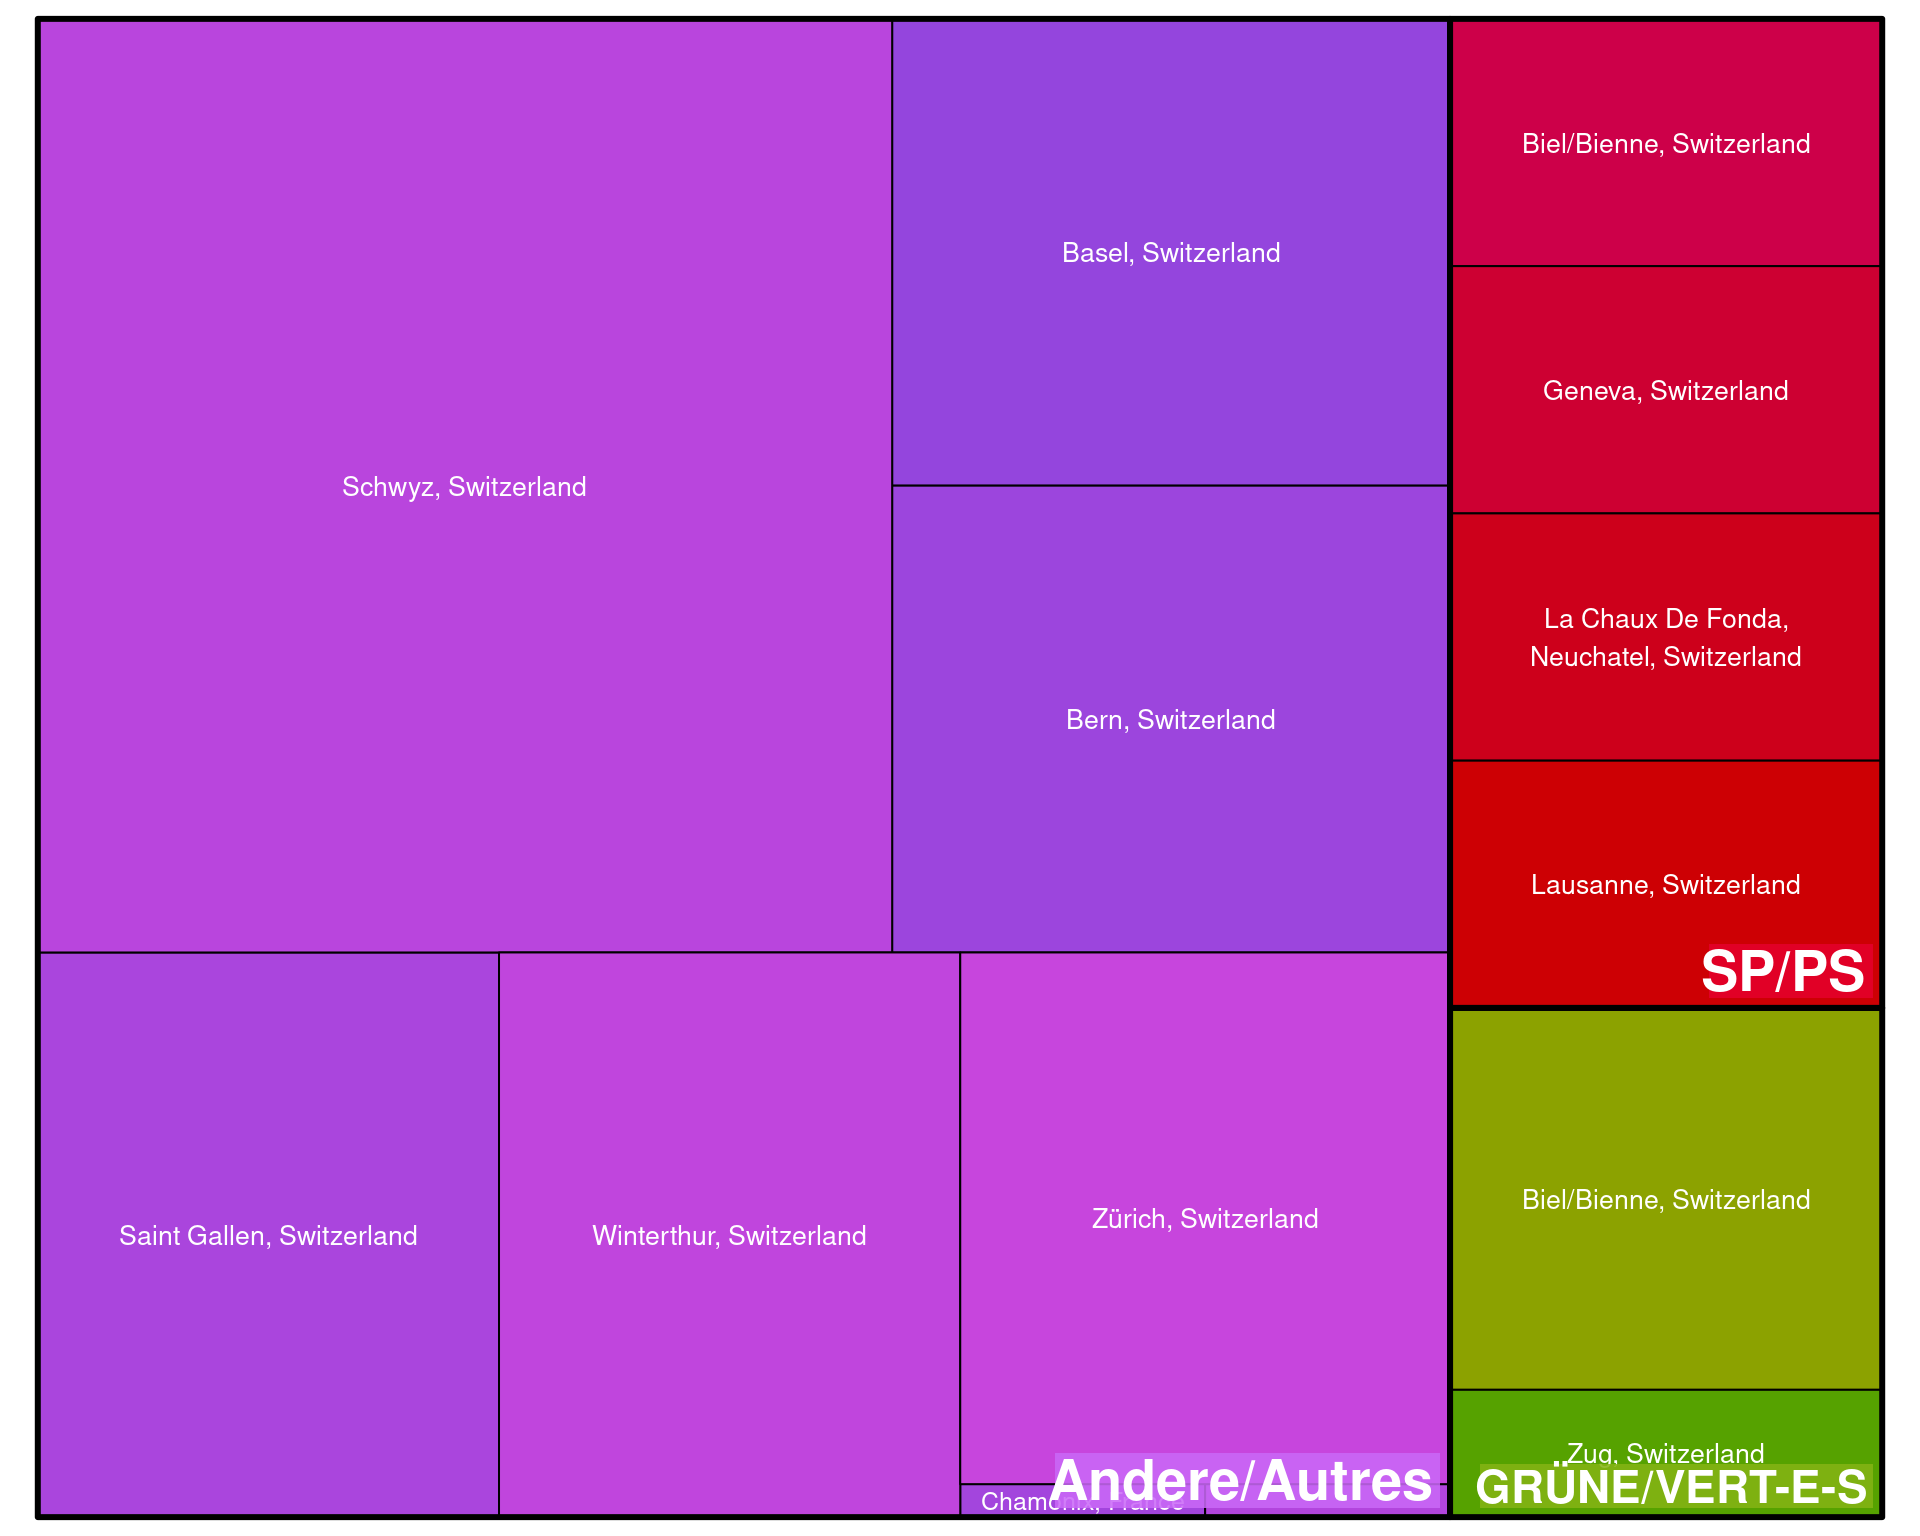 Schwyz, Switzerland
Basel, Switzerland
Bern, Switzerland
Saint Gallen, Switzerland
Winterthur, Switzerland
Zürich, Switzerland
Chamonix, France
Andere/Autres
Biel/Bienne, Switzerland
Geneva, Switzerland
La Chaux De Fonda,
Neuchatel, Switzerland
Lausanne, Switzerland
SP/PS
Biel/Bienne, Switzerland
Zug, Switzerland
GRÜNE/VERT-E-S